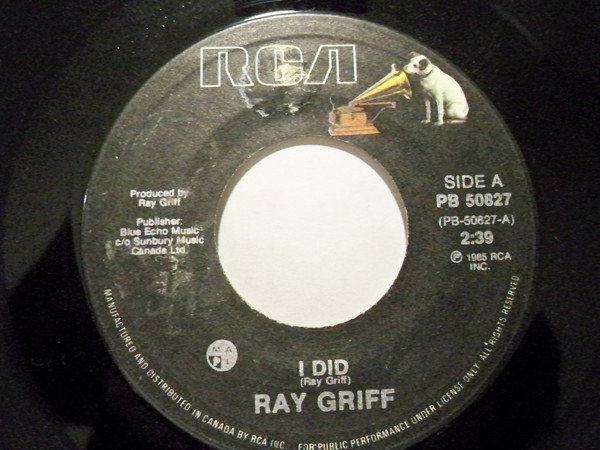 RCA
SIDE A
PB 50827
(PB-50827-A)
2:39
℗ 1985 RCA
INC.
Produced by
Ray Griff
Publisher:
Blue Echo Music
c/o Sunbury Music
Canada Ltd.
I DID
(Ray Griff)
RAY GRIFF
MANUFACTURED AND DISTRIBUTED IN CANADA BY RCA INC. FOR PUBLIC PERFORMANCE UNDER LICENSE ONLY. ALL RIGHTS RESERVED